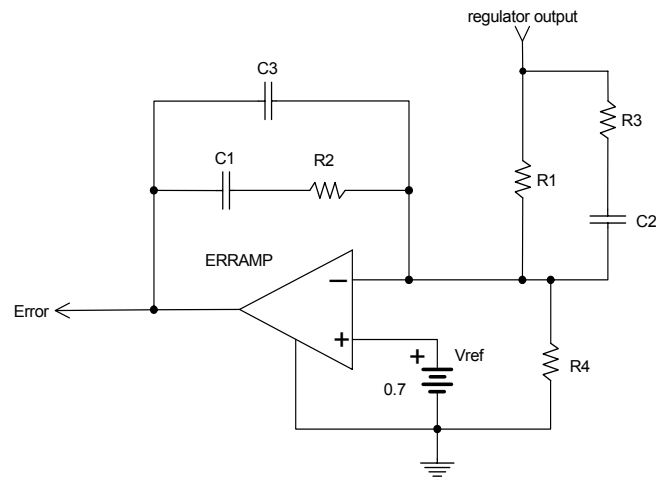 regulator output
C3
R3
C1
R2
R1
C2
ERRAMP
−
Error
+
+
Vref
0.7
R4